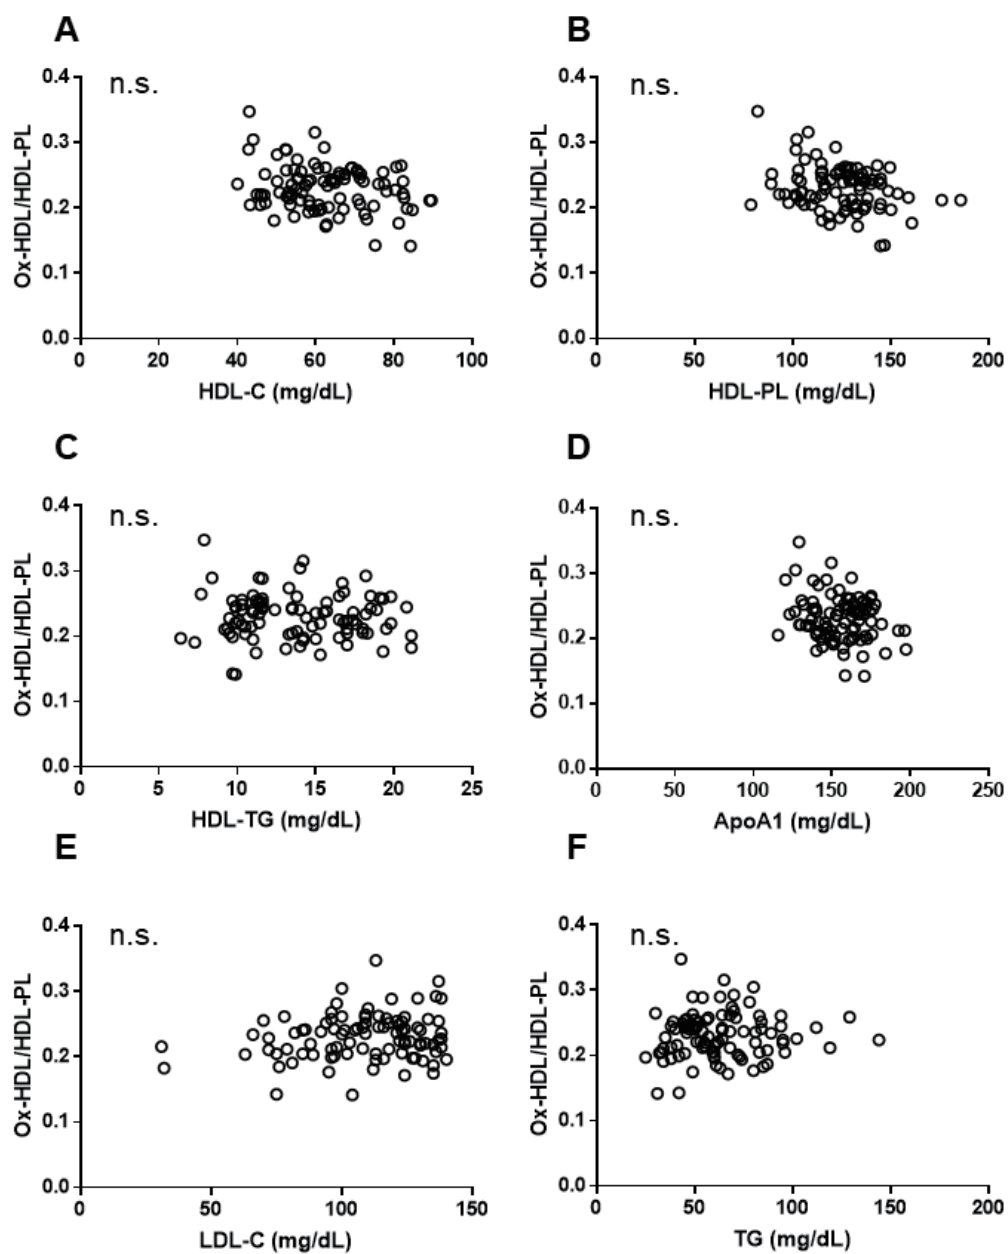 A
n.s.
Ox-HDL/HDL-PL
0.4
0.3
0.2
0.1
0.0
0 20 40 60 80 100
HDL-C (mg/dL)
B
n.s.
Ox-HDL/HDL-PL
0.4
0.3
0.2
0.1
0.0
0 50 100 150 200
HDL-PL (mg/dL)
C
n.s.
Ox-HDL/HDL-PL
0.4
0.3
0.2
0.1
0.0
0 5 10 15 20 25
HDL-TG (mg/dL)
D
n.s.
Ox-HDL/HDL-PL
0.4
0.3
0.2
0.1
0.0
0 50 100 150 200 250
ApoA1 (mg/dL)
E
n.s.
Ox-HDL/HDL-PL
0.4
0.3
0.2
0.1
0.0
0 50 100 150
LDL-C (mg/dL)
F
n.s.
Ox-HDL/HDL-PL
0.4
0.3
0.2
0.1
0.0
0 50 100 150 200
TG (mg/dL)